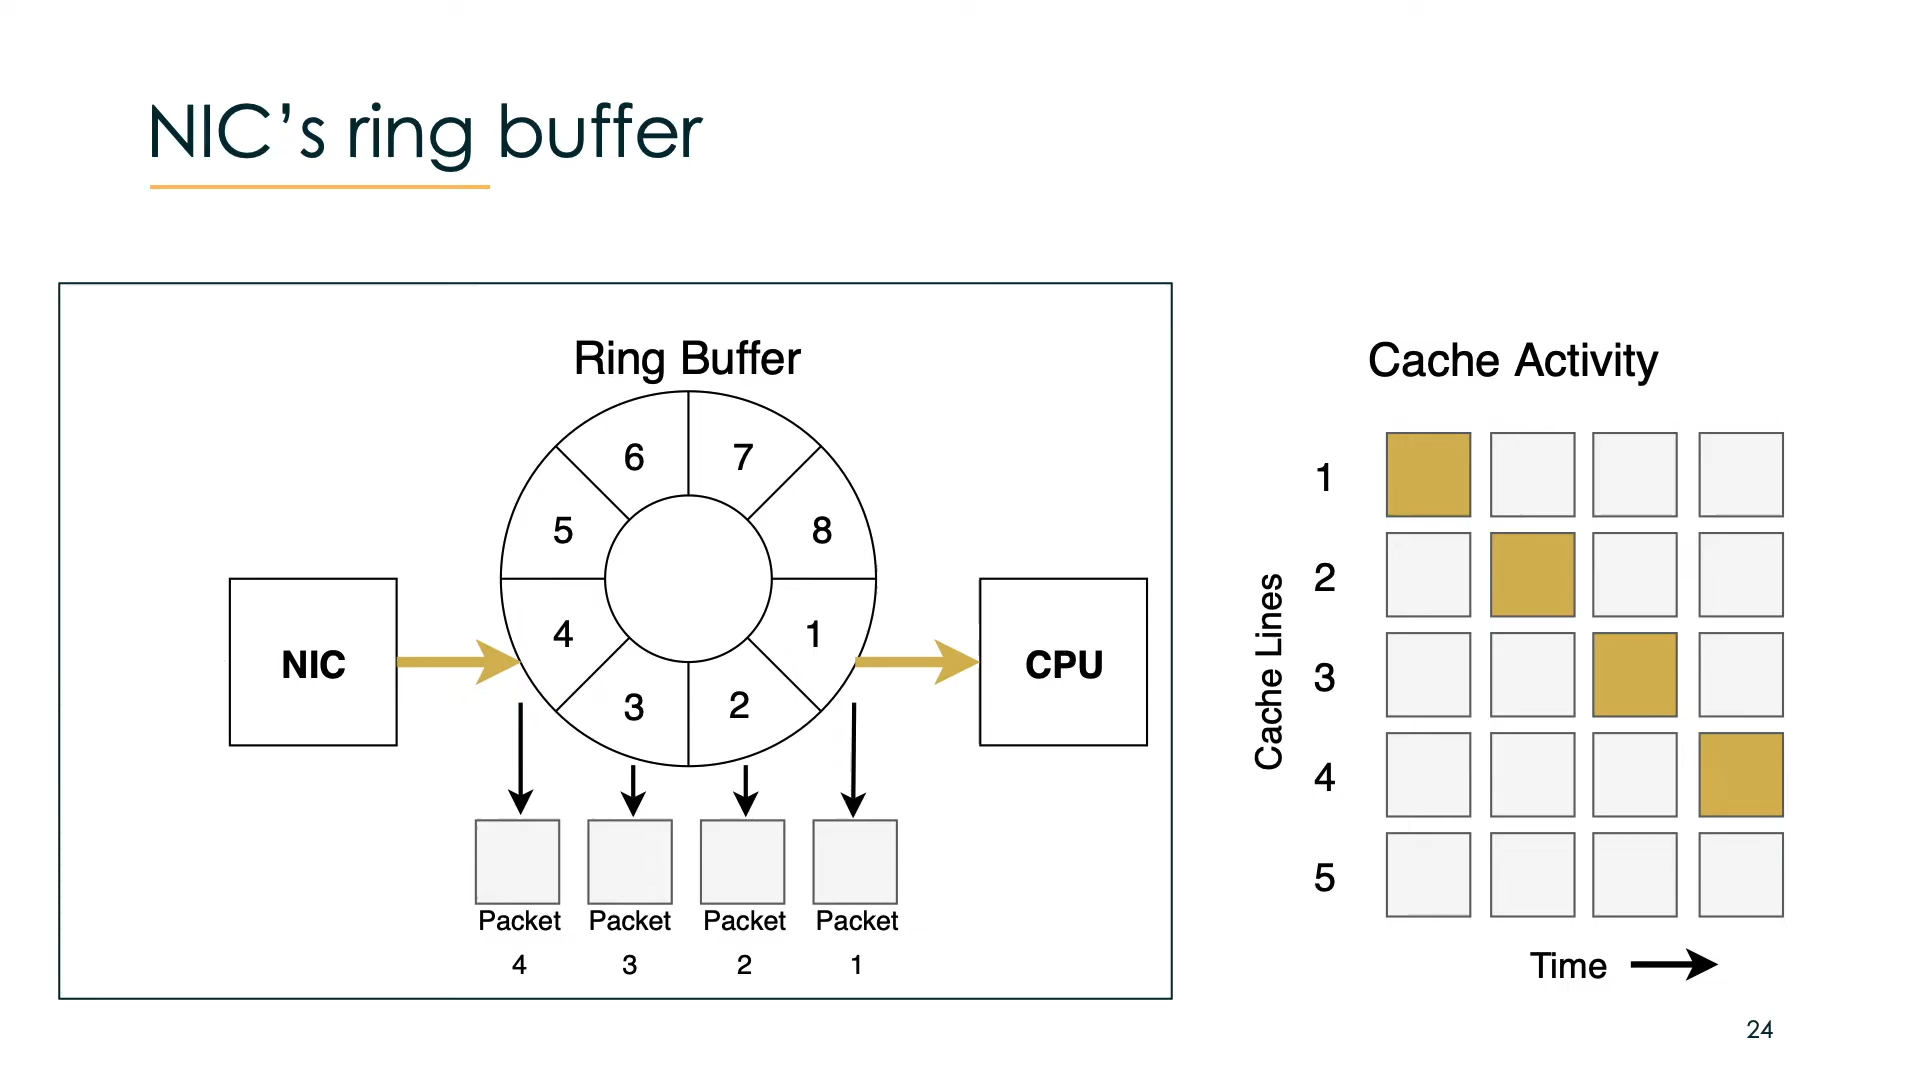 NIC’s ring buffer
Ring Buffer
6 7
5 8
4 1
3 2
NIC
CPU
Packet Packet Packet Packet
4 3 2 1
Cache Activity
Cache Lines
1
2
3
4
5
Time
24